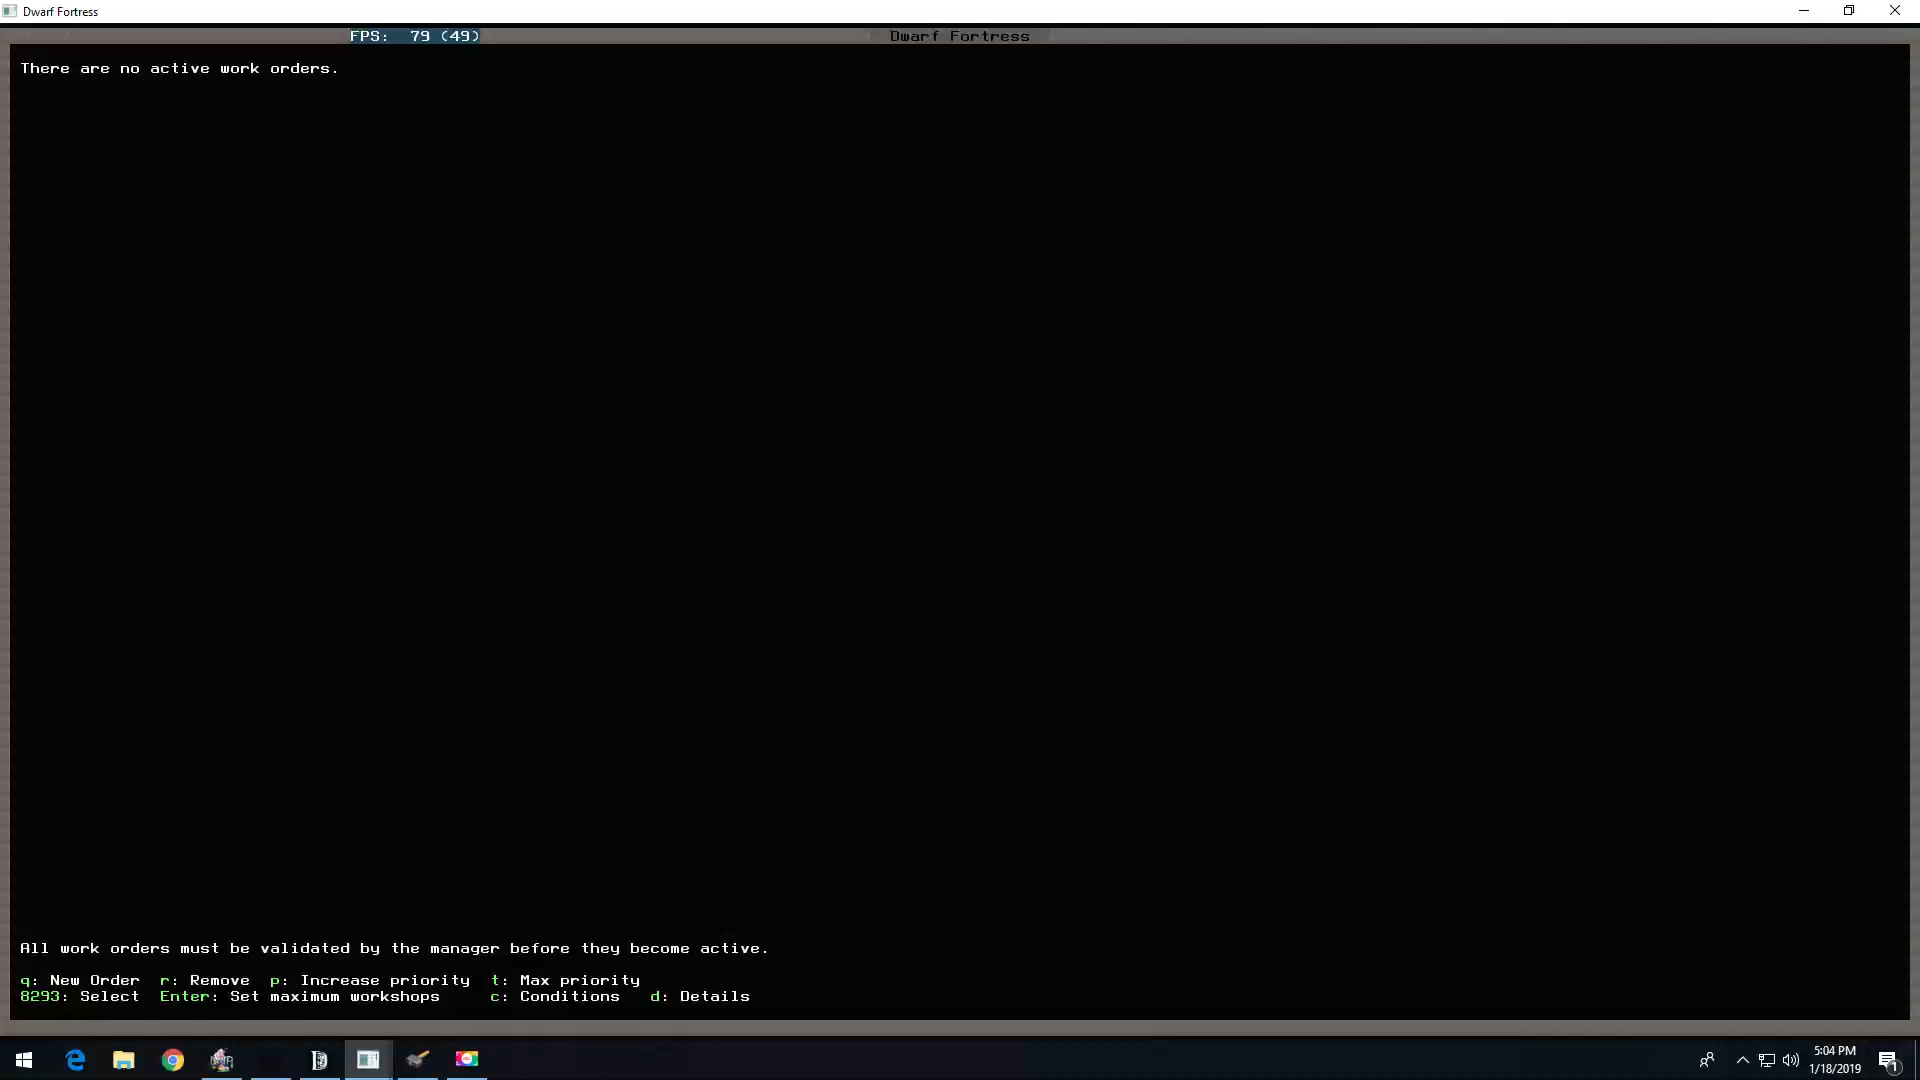 Dwarf Fortress
FPS: 79 (49)
Dwarf Fortress
There are no active work orders.
All work orders must be validated by the manager before they become active.
q: New Order r: Remove p: Increase priority t: Max priority
8293: Select Enter: Set maximum workshops c: Conditions d: Details
5:04 PM
1/18/2019
1